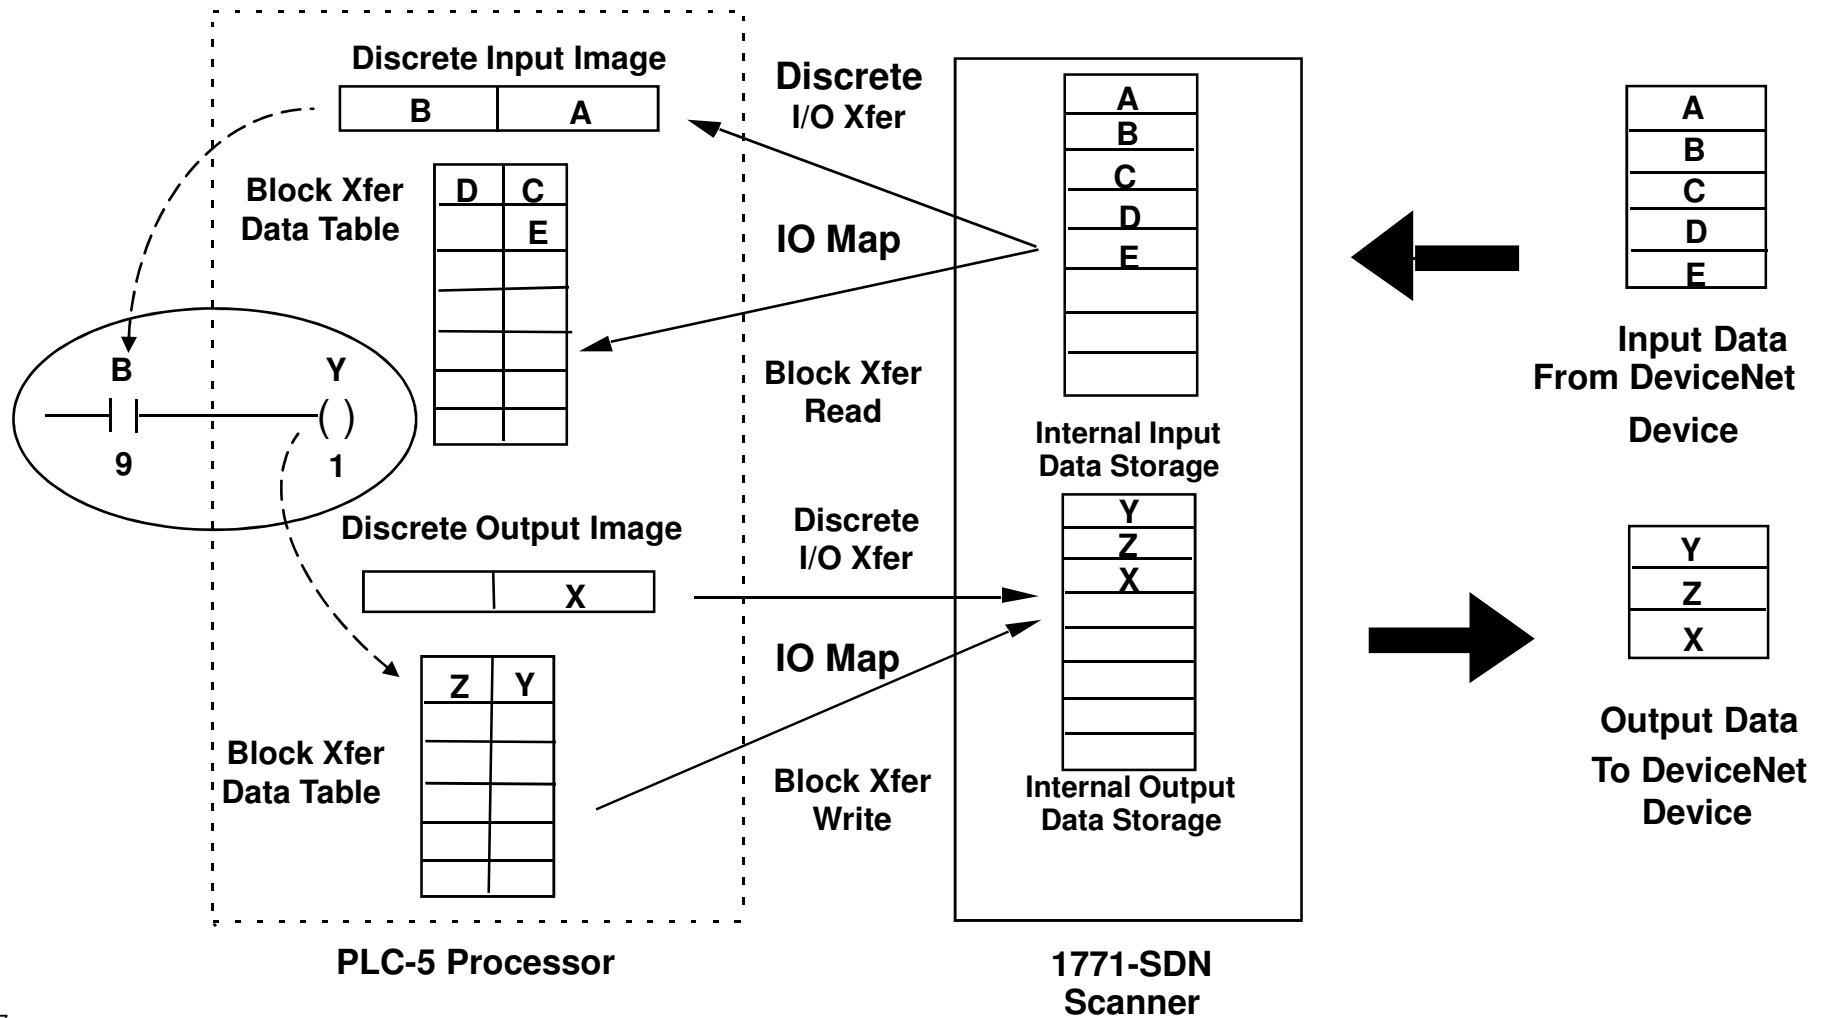 Discrete Input Image
B A
Block Xfer
Data Table
D C
E
B Y
( )
9 1
Discrete Output Image
X
Z Y
Block Xfer
Data Table
PLC-5 Processor
Discrete
I/O Xfer
IO Map
Block Xfer
Read
Discrete
I/O Xfer
IO Map
Block Xfer
Write
A
B
C
D
E
Internal Input
Data Storage
Y
Z
X
Internal Output
Data Storage
1771-SDN
Scanner
A
B
C
D
E
Input Data
From DeviceNet
Device
Y
Z
X
Output Data
To DeviceNet
Device